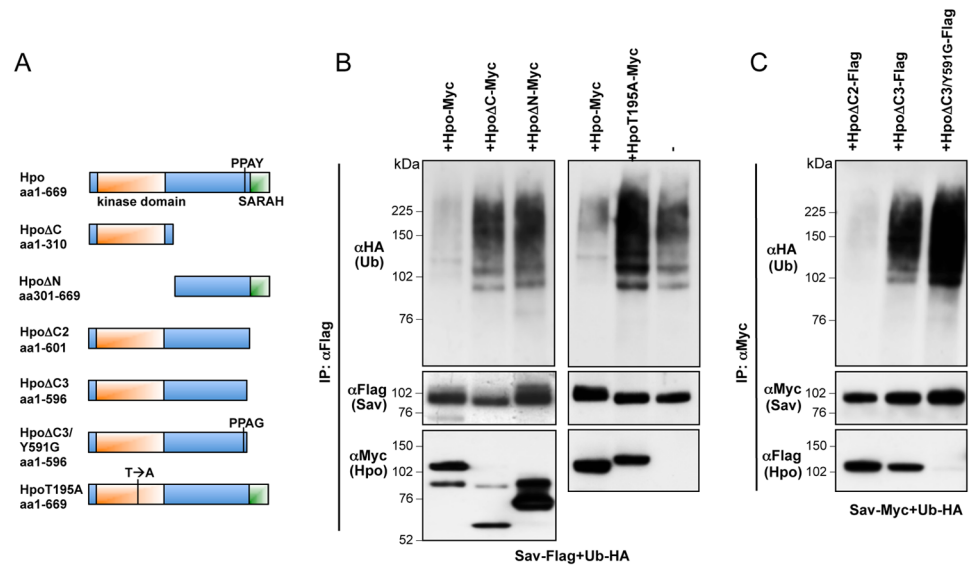 A
Hpo
aa1-669
PPAY
kinase domain
SARAH
HpoΔC
aa1-310
HpoΔN
aa301-669
HpoΔC2
aa1-601
HpoΔC3
aa1-596
HpoΔC3/
Y591G
aa1-596
PPAG
T→A
HpoT195A
aa1-669
B
+Hpo-Myc
+HpoΔC-Myc
+HpoΔN-Myc
+Hpo-Myc
+HpoT195A-Myc
-
kDa
225
150
102
76
αHA
(Ub)
IP: αFlag
αFlag
(Sav)
102
76
αMyc
(Hpo)
150
102
76
52
Sav-Flag+Ub-HA
C
+HpoΔC2-Flag
+HpoΔC3-Flag
+HpoΔC3/Y591G-Flag
kDa
225
150
102
76
αHA
(Ub)
IP: αMyc
αMyc
(Sav)
102
76
αFlag
(Hpo)
150
102
Sav-Myc+Ub-HA